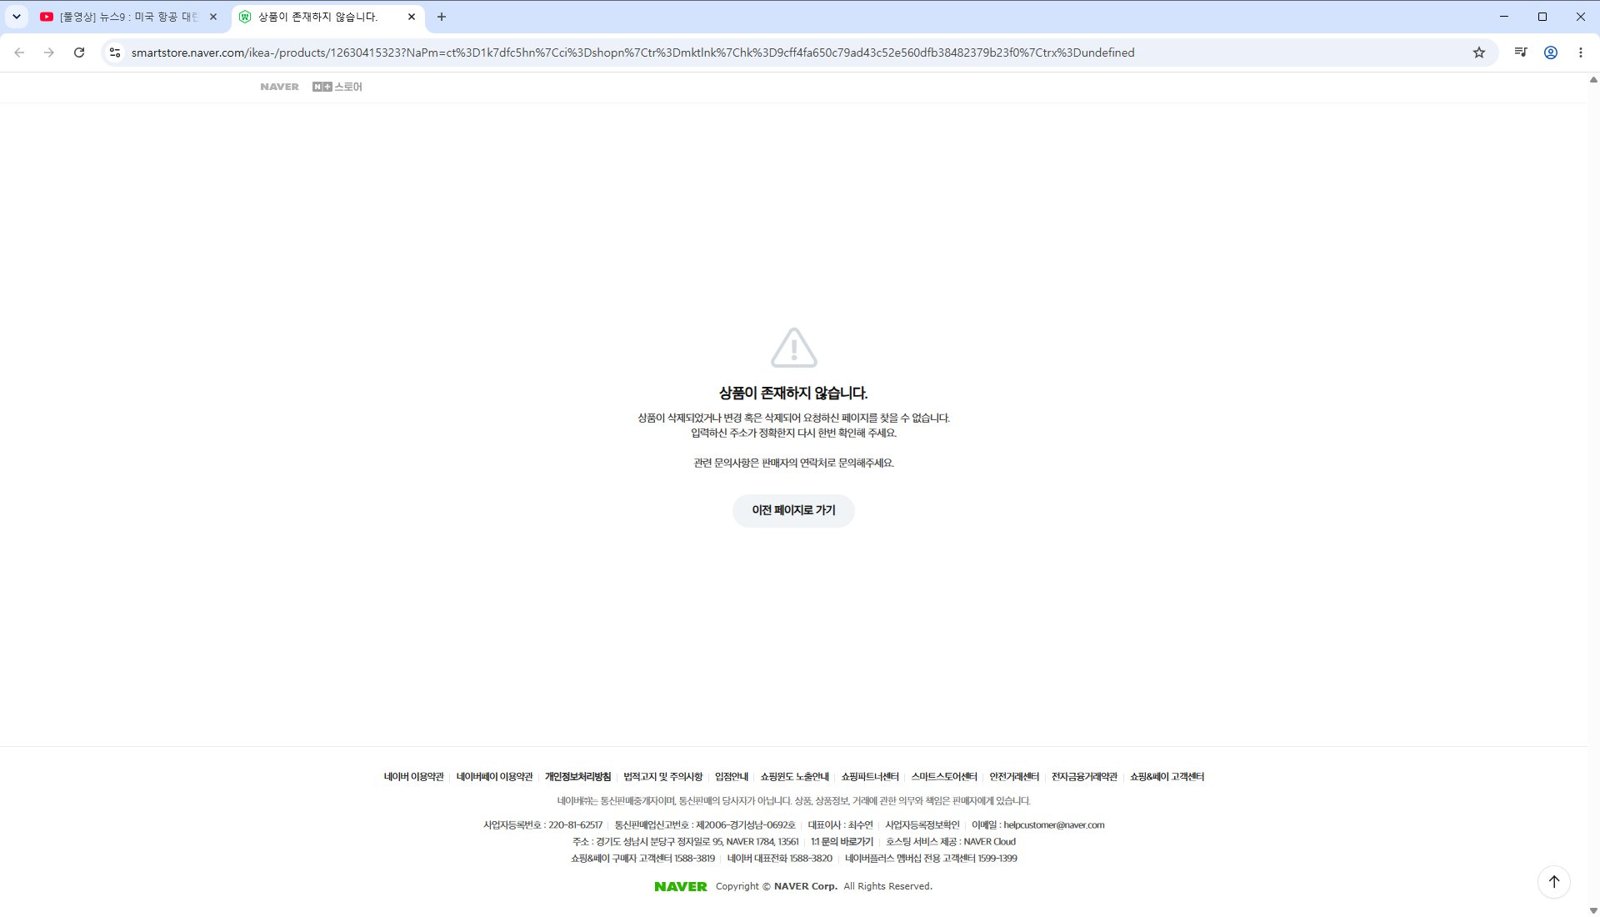 [풀영상] 뉴스9 : 미국 항공 대란
상품이 존재하지 않습니다.
smartstore.naver.com/ikea-/products/12630415323?NaPm=ct%3D1k7dfc5hn%7Cci%3Dshopn%7Ctr%3Dmktlnk%7Chk%3D9cff4fa650c79ad43c52e560dfb38482379b23f0%7Ctrx%3Dundefined
NAVER N+ 스토어
상품이 존재하지 않습니다.
상품이 삭제되었거나 변경 혹은 삭제되어 요청하신 페이지를 찾을 수 없습니다.
입력하신 주소가 정확한지 다시 한번 확인해 주세요.
관련 문의사항은 판매자의 연락처로 문의해주세요.
이전 페이지로 가기
네이버 이용약관 네이버페이 이용약관 개인정보처리방침 법적고지 및 주의사항 입점안내 쇼핑윈도 노출안내 쇼핑파트너센터 스마트스토어센터 안전거래센터 전자금융거래약관 쇼핑&페이 고객센터
네이버㈜는 통신판매중개자이며, 통신판매의 당사자가 아닙니다. 상품, 상품정보, 거래에 관한 의무와 책임은 판매자에게 있습니다.
사업자등록번호 : 220-81-62517 통신판매업신고번호 : 제2006-경기성남-0692호 대표이사 : 최수연 사업자등록정보확인 이메일 : helpcustomer@naver.com
주소 : 경기도 성남시 분당구 정자일로 95, NAVER 1784, 13561 1:1 문의 바로가기 호스팅 서비스 제공 : NAVER Cloud
쇼핑&페이 구매자 고객센터 1588-3819 네이버 대표전화 1588-3820 네이버플러스 멤버십 전용 고객센터 1599-1399
NAVER Copyright © NAVER Corp. All Rights Reserved.